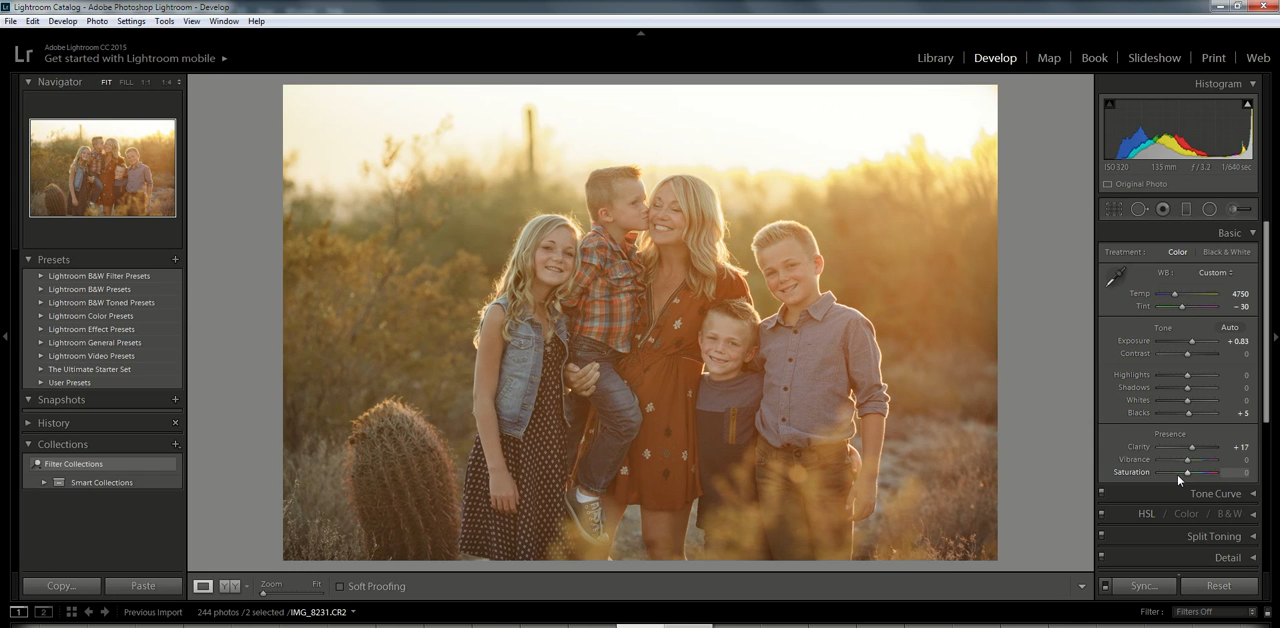 Lr Lightroom Catalog - Adobe Photoshop Lightroom - Develop
File Edit Develop Photo Settings Tools View Window Help
Lr
Adobe Lightroom CC 2015
Get started with Lightroom mobile
Library | Develop | Map | Book | Slideshow | Print | Web
Navigator FIT FILL 1:1 1:4
Presets +
Lightroom B&W Filter Presets
Lightroom B&W Presets
Lightroom B&W Toned Presets
Lightroom Color Presets
Lightroom Effect Presets
Lightroom General Presets
Lightroom Video Presets
The Ultimate Starter Set
User Presets
Snapshots +
History ×
Collections +
Filter Collections
Smart Collections
Copy... Paste
Histogram
ISO 320 135 mm ƒ / 3.2 1/640 sec
Original Photo
Basic
Treatment : Color Black & White
WB : Custom
Temp 4750
Tint – 30
Tone Auto
Exposure + 0.83
Contrast 0
Highlights 0
Shadows 0
Whites 0
Blacks + 5
Presence
Clarity + 17
Vibrance 0
Saturation 0
Tone Curve
HSL / Color / B & W
Split Toning
Detail
Sync... Reset
Y Y Zoom Fit Soft Proofing
1 2 Previous Import 244 photos / 2 selected / IMG_8231.CR2
Filter : Filters Off